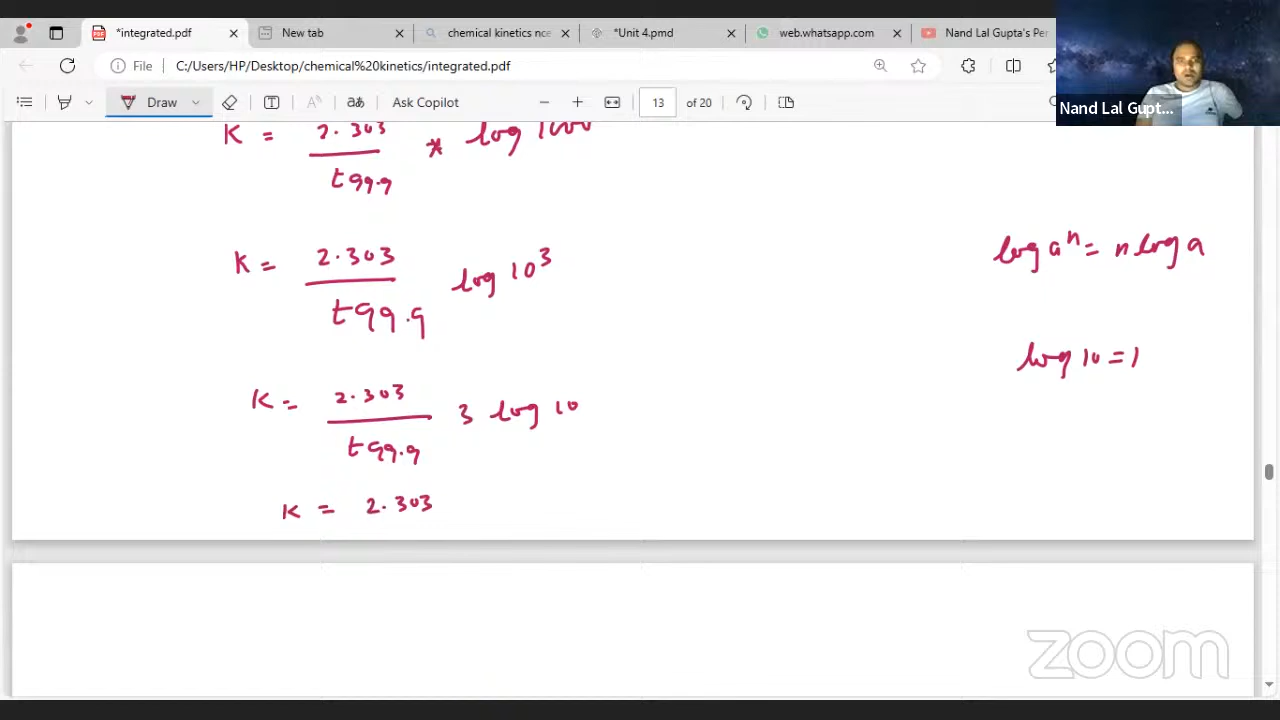 *integrated.pdf
New tab
chemical kinetics nce
*Unit 4.pmd
web.whatsapp.com
Nand Lal Gupta's Per
File C:/Users/HP/Desktop/chemical%20kinetics/integrated.pdf
Draw
Ask Copilot
13 of 20
Nand Lal Gupt...
K = 2.303 / t99.9 * log 1000
K = 2.303 / t99.9 log 10³
log aⁿ = n log a
log 10 = 1
K = 2.303 / t99.9 3 log 10
K = 2.303
zoom